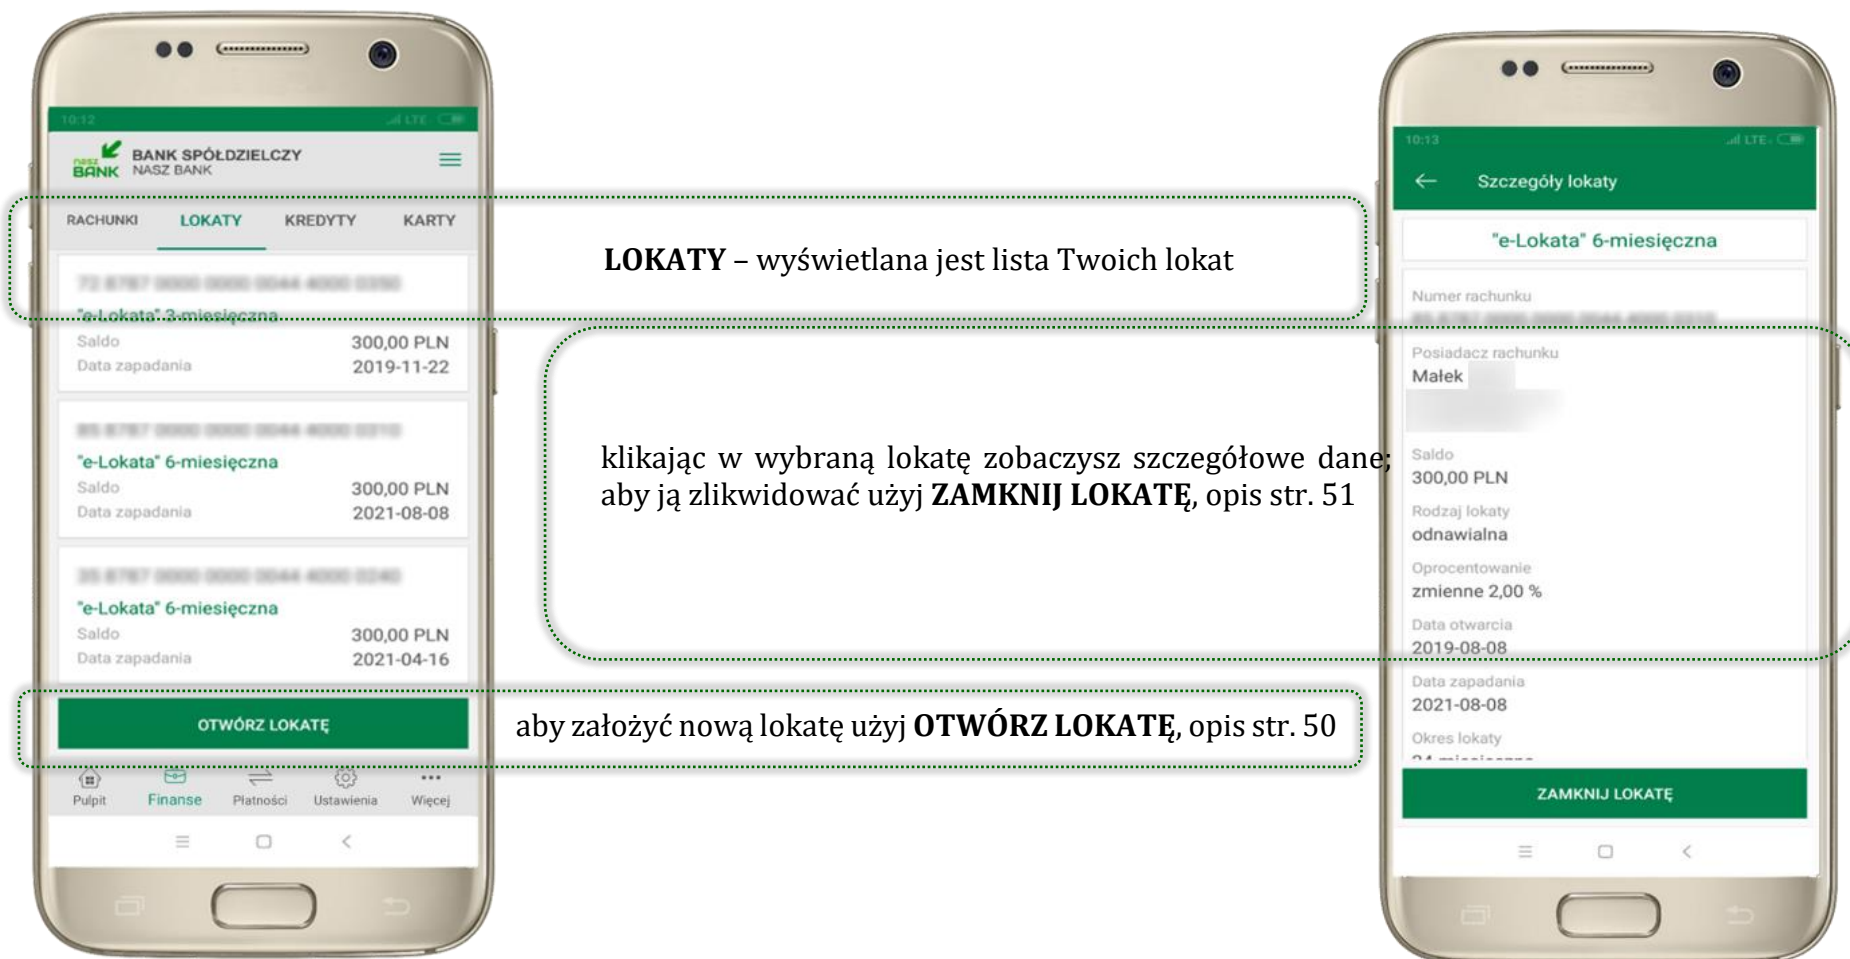 10:12
LTE
nasz
BANK
BANK SPÓŁDZIELCZY
NASZ BANK
RACHUNKI LOKATY KREDYTY KARTY
"e-Lokata" 3-miesięczna
Saldo 300,00 PLN
Data zapadania 2019-11-22
"e-Lokata" 6-miesięczna
Saldo 300,00 PLN
Data zapadania 2021-08-08
"e-Lokata" 6-miesięczna
Saldo 300,00 PLN
Data zapadania 2021-04-16
OTWÓRZ LOKATĘ
Pulpit Finanse Płatności Ustawienia Więcej
LOKATY – wyświetlana jest lista Twoich lokat
klikając w wybraną lokatę zobaczysz szczegółowe dane;
aby ją zlikwidować użyj ZAMKNIJ LOKATĘ, opis str. 51
aby założyć nową lokatę użyj OTWÓRZ LOKATĘ, opis str. 50
10:13
LTE
Szczegóły lokaty
"e-Lokata" 6-miesięczna
Numer rachunku
Posiadacz rachunku
Małek
Saldo
300,00 PLN
Rodzaj lokaty
odnawialna
Oprocentowanie
zmienne 2,00 %
Data otwarcia
2019-08-08
Data zapadania
2021-08-08
Okres lokaty
ZAMKNIJ LOKATĘ